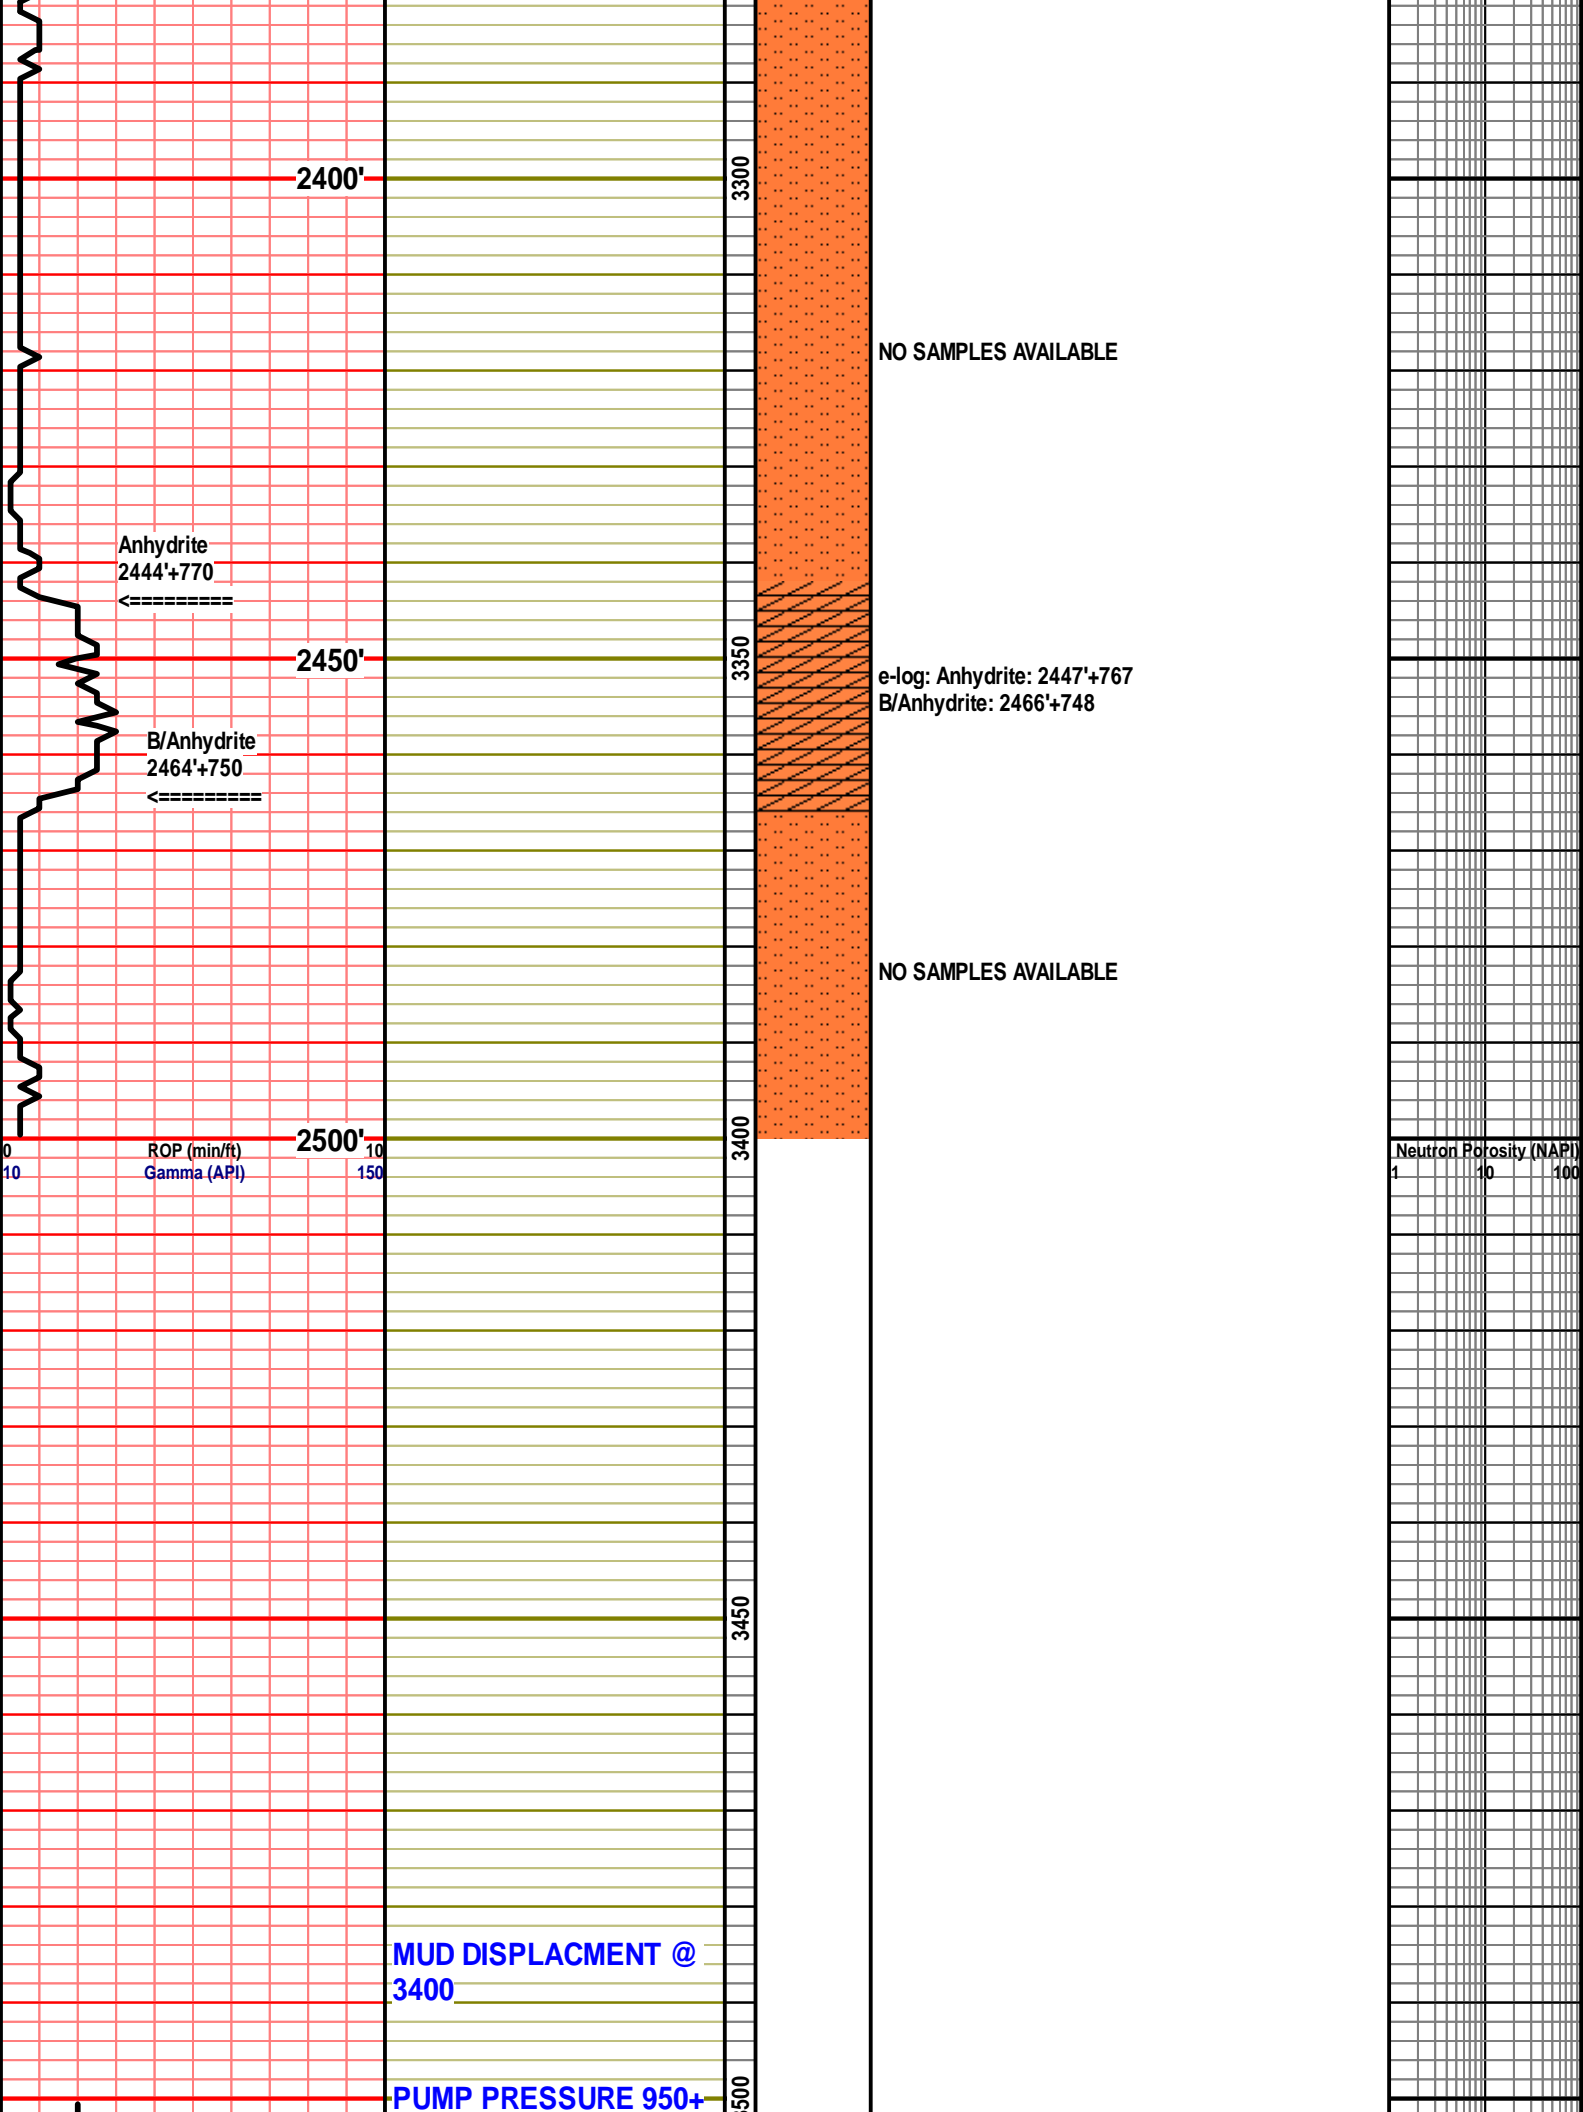 2400'
3300
NO SAMPLES AVAILABLE
Anhydrite
2444'+770
<=========
2450'
3350
e-log: Anhydrite: 2447'+767
B/Anhydrite: 2466'+748
B/Anhydrite
2464'+750
<=========
NO SAMPLES AVAILABLE
2500'
3400
0 ROP (min/ft) 10
10 Gamma (API) 150
Neutron Porosity (NAPI)
1 10 100
3450
MUD DISPLACMENT @
3400
PUMP PRESSURE 950+